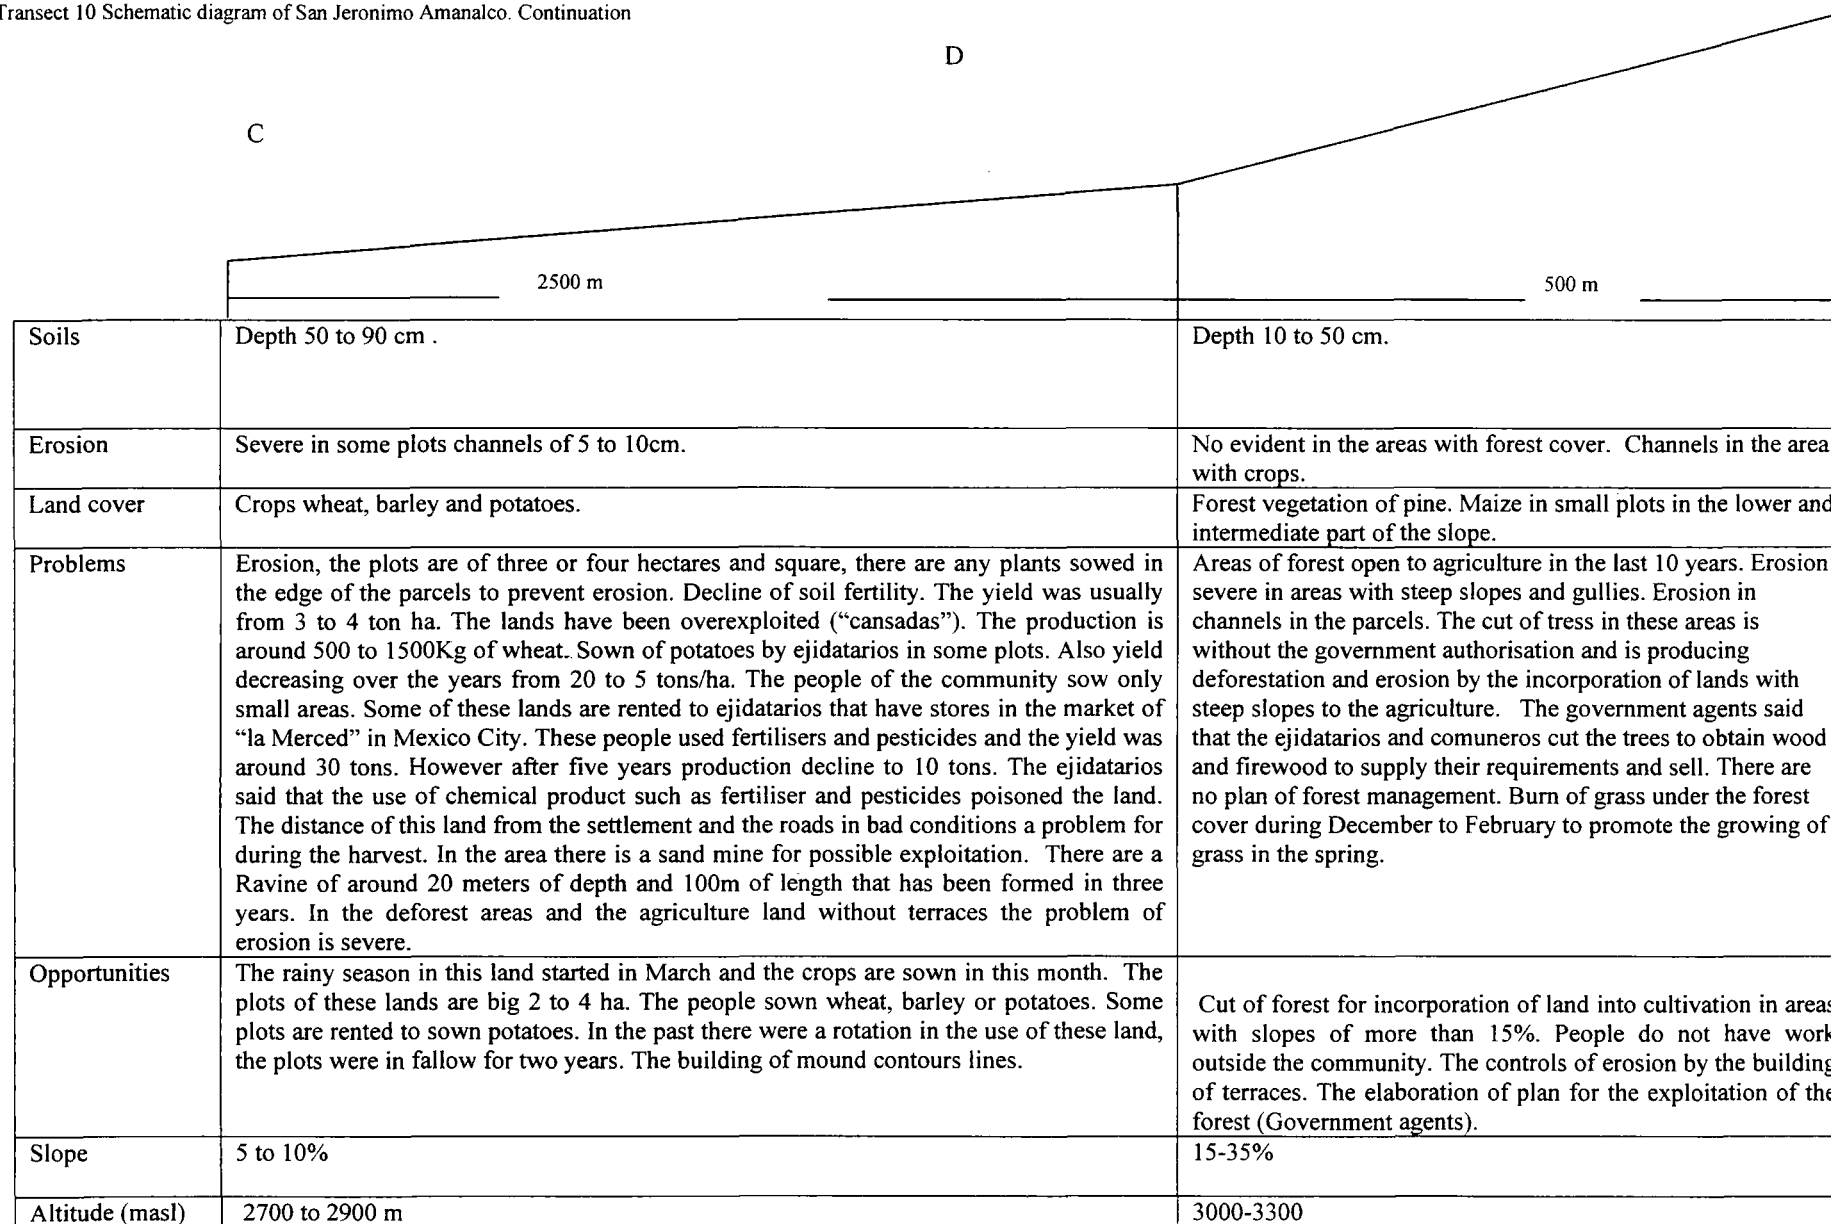 Transect 10 Schematic diagram of San Jeronimo Amanalco. Continuation
D
C
2500 m
500 m
Soils
Depth 50 to 90 cm .
Depth 10 to 50 cm.
Erosion
Severe in some plots channels of 5 to 10cm.
No evident in the areas with forest cover. Channels in the area
with crops.
Land cover
Crops wheat, barley and potatoes.
Forest vegetation of pine. Maize in small plots in the lower and
intermediate part of the slope.
Problems
Erosion, the plots are of three or four hectares and square, there are any plants sowed in
the edge of the parcels to prevent erosion. Decline of soil fertility. The yield was usually
from 3 to 4 ton ha. The lands have been overexploited (“cansadas”). The production is
around 500 to 1500Kg of wheat. Sown of potatoes by ejidatarios in some plots. Also yield
decreasing over the years from 20 to 5 tons/ha. The people of the community sow only
small areas. Some of these lands are rented to ejidatarios that have stores in the market of
“la Merced” in Mexico City. These people used fertilisers and pesticides and the yield was
around 30 tons. However after five years production decline to 10 tons. The ejidatarios
said that the use of chemical product such as fertiliser and pesticides poisoned the land.
The distance of this land from the settlement and the roads in bad conditions a problem for
during the harvest. In the area there is a sand mine for possible exploitation. There are a
Ravine of around 20 meters of depth and 100m of length that has been formed in three
years. In the deforest areas and the agriculture land without terraces the problem of
erosion is severe.
Areas of forest open to agriculture in the last 10 years. Erosion
severe in areas with steep slopes and gullies. Erosion in
channels in the parcels. The cut of tress in these areas is
without the government authorisation and is producing
deforestation and erosion by the incorporation of lands with
steep slopes to the agriculture. The government agents said
that the ejidatarios and comuneros cut the trees to obtain wood
and firewood to supply their requirements and sell. There are
no plan of forest management. Burn of grass under the forest
cover during December to February to promote the growing of
grass in the spring.
Opportunities
The rainy season in this land started in March and the crops are sown in this month. The
plots of these lands are big 2 to 4 ha. The people sown wheat, barley or potatoes. Some
plots are rented to sown potatoes. In the past there were a rotation in the use of these land,
the plots were in fallow for two years. The building of mound contours lines.
Cut of forest for incorporation of land into cultivation in areas
with slopes of more than 15%. People do not have work
outside the community. The controls of erosion by the building
of terraces. The elaboration of plan for the exploitation of the
forest (Government agents).
Slope
5 to 10%
15-35%
Altitude (masl)
2700 to 2900 m
3000-3300